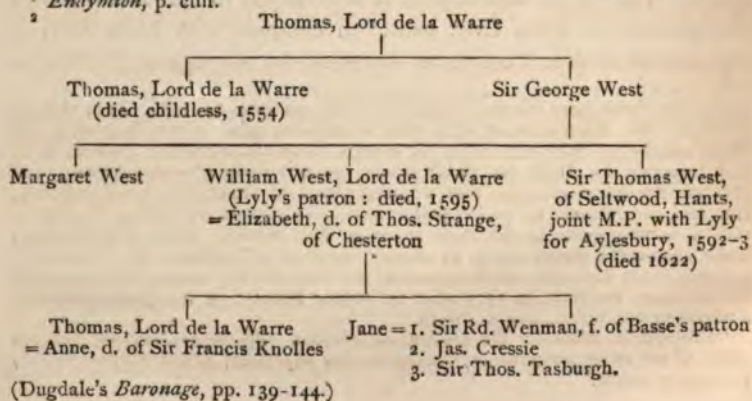 Endymion, p. cliii.
2
Thomas, Lord de la Warre
Thomas, Lord de la Warre
(died childless, 1554)
Sir George West
Margaret West
William West, Lord de la Warre
(Lyly's patron : died, 1595)
= Elizabeth, d. of Thos. Strange,
of Chesterton
Sir Thomas West,
of Seltwood, Hants,
joint M.P. with Lyly
for Aylesbury, 1592-3
(died 1622)
Thomas, Lord de la Warre
= Anne, d. of Sir Francis Knolles
Jane = 1. Sir Rd. Wenman, f. of Basse's patron
2. Jas. Cressie
3. Sir Thos. Tasburgh.
(Dugdale's Baronage, pp. 139-144.)